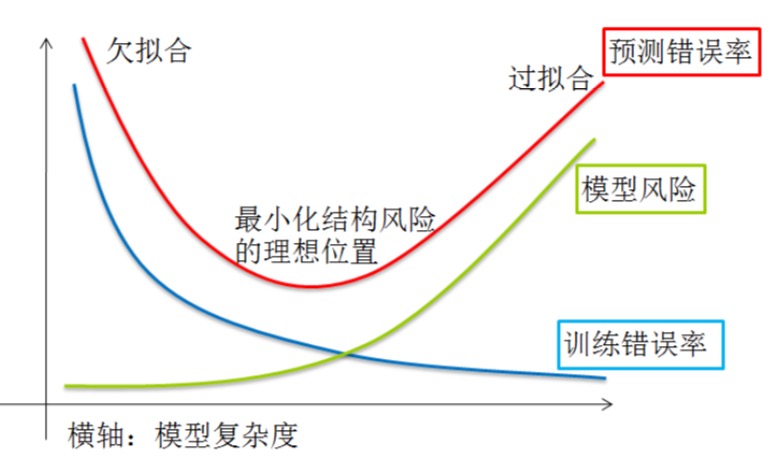 欠拟合
预测错误率
过拟合
模型风险
最小化结构风险
的理想位置
训练错误率
横轴：模型复杂度